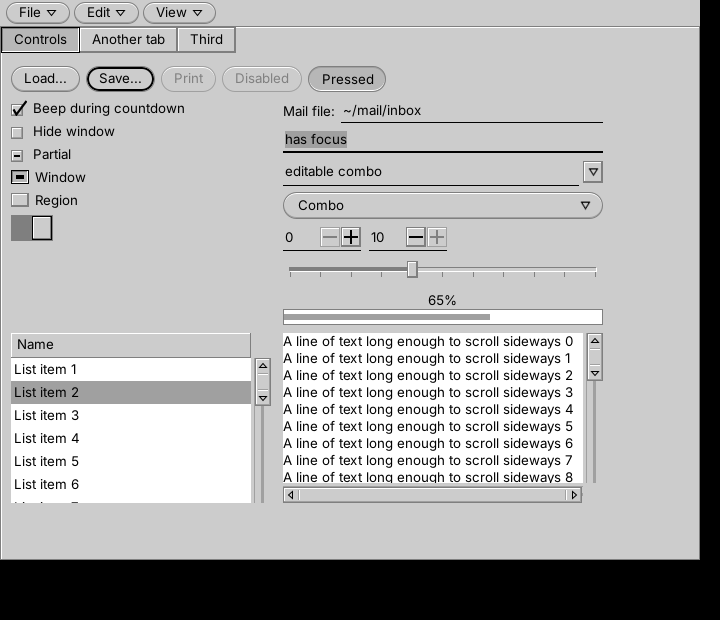 File Edit View
Controls Another tab Third
Load... Save... Print Disabled Pressed
Beep during countdown
Hide window
Partial
Window
Region
Mail file: ~/mail/inbox
has focus
editable combo
Combo
0 10
65%
Name
List item 1
List item 2
List item 3
List item 4
List item 5
List item 6
A line of text long enough to scroll sideways 0
A line of text long enough to scroll sideways 1
A line of text long enough to scroll sideways 2
A line of text long enough to scroll sideways 3
A line of text long enough to scroll sideways 4
A line of text long enough to scroll sideways 5
A line of text long enough to scroll sideways 6
A line of text long enough to scroll sideways 7
A line of text long enough to scroll sideways 8